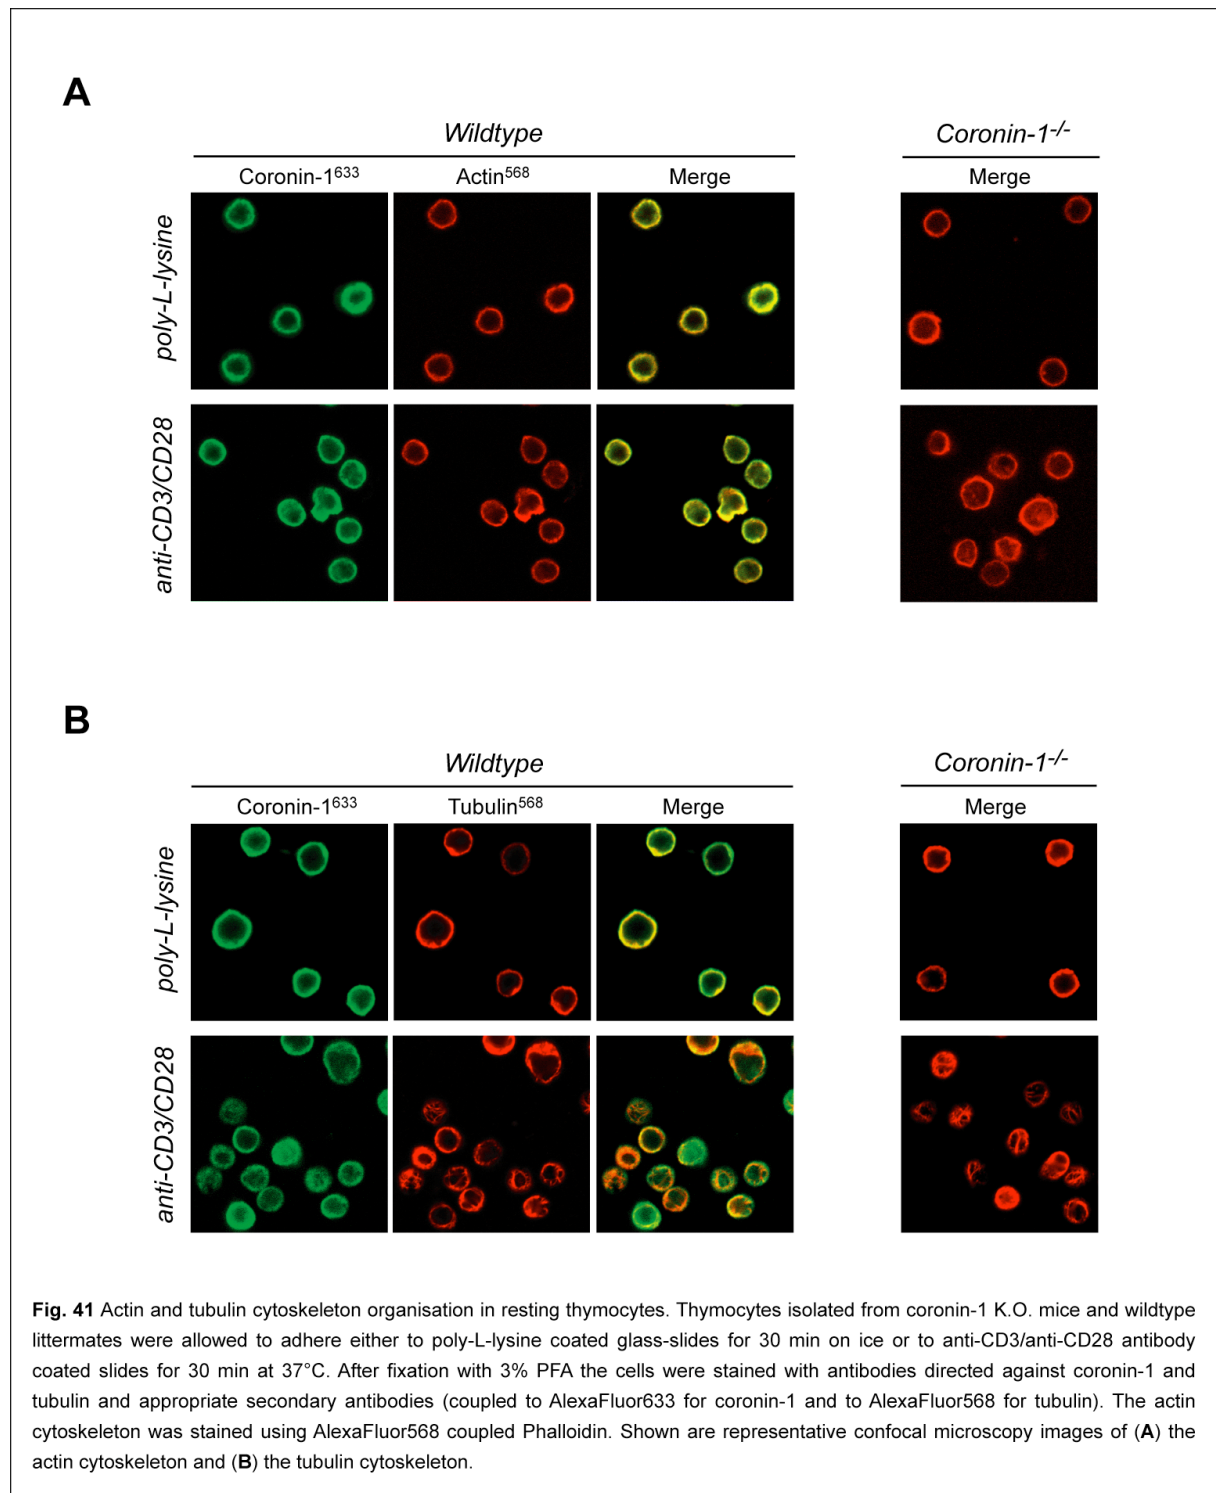 A
Wildtype
Coronin-1-/-
Coronin-1633
Actin568
Merge
Merge
poly-L-lysine
anti-CD3/CD28
B
Wildtype
Coronin-1-/-
Coronin-1633
Tubulin568
Merge
Merge
poly-L-lysine
anti-CD3/CD28
Fig. 41 Actin and tubulin cytoskeleton organisation in resting thymocytes. Thymocytes isolated from coronin-1 K.O. mice and wildtype
littermates were allowed to adhere either to poly-L-lysine coated glass-slides for 30 min on ice or to anti-CD3/anti-CD28 antibody
coated slides for 30 min at 37°C. After fixation with 3% PFA the cells were stained with antibodies directed against coronin-1 and
tubulin and appropriate secondary antibodies (coupled to AlexaFluor633 for coronin-1 and to AlexaFluor568 for tubulin). The actin
cytoskeleton was stained using AlexaFluor568 coupled Phalloidin. Shown are representative confocal microscopy images of (A) the
actin cytoskeleton and (B) the tubulin cytoskeleton.